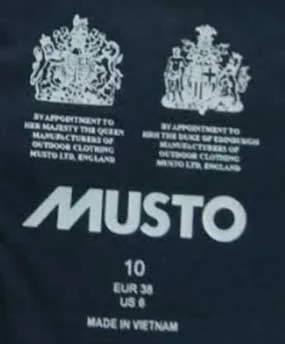 BY APPOINTMENT TO
HER MAJESTY THE QUEEN
MANUFACTURERS OF
OUTDOOR CLOTHING
MUSTO LTD, ENGLAND
BY APPOINTMENT TO
HRH THE DUKE OF EDINBURGH
MANUFACTURERS OF
OUTDOOR CLOTHING
MUSTO LTD, ENGLAND
MUSTO
10
EUR 38
US 6
MADE IN VIETNAM